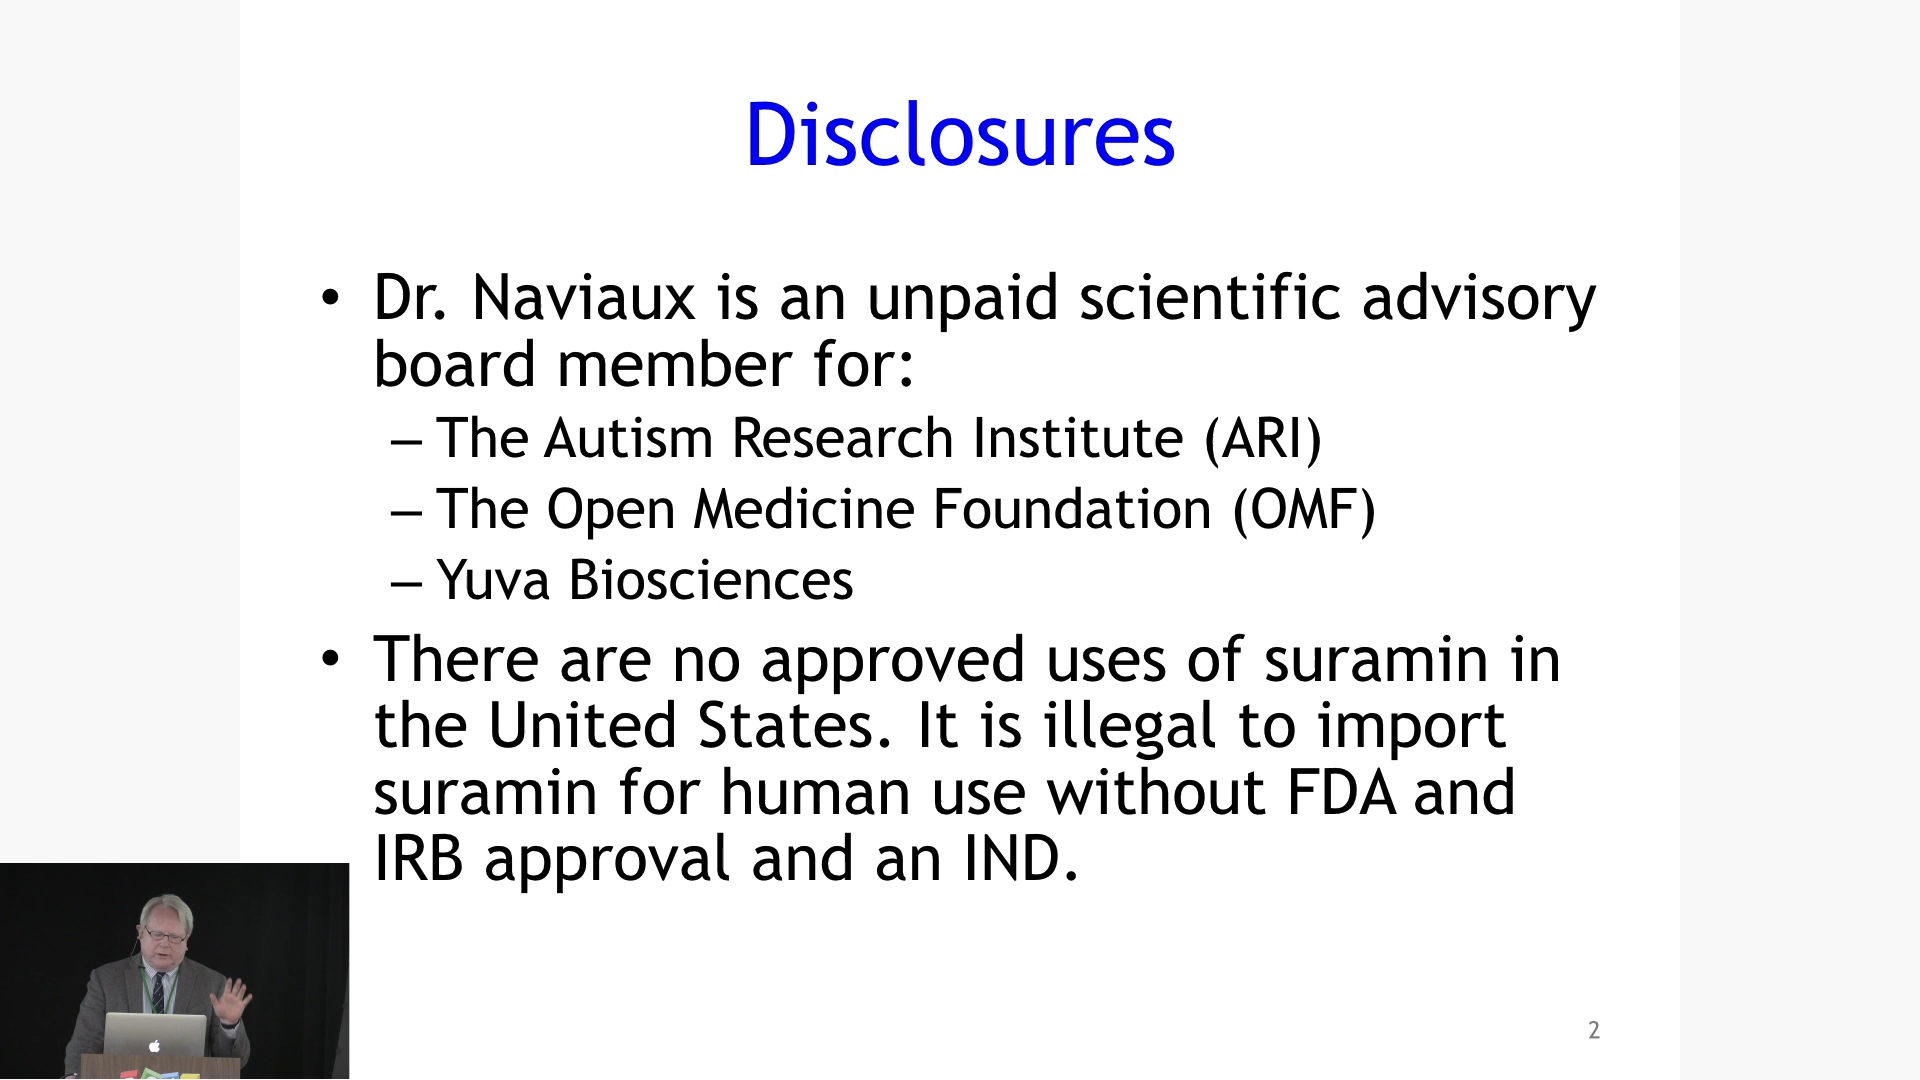 Disclosures
• Dr. Naviaux is an unpaid scientific advisory
board member for:
– The Autism Research Institute (ARI)
– The Open Medicine Foundation (OMF)
– Yuva Biosciences
• There are no approved uses of suramin in
the United States. It is illegal to import
suramin for human use without FDA and
IRB approval and an IND.
2